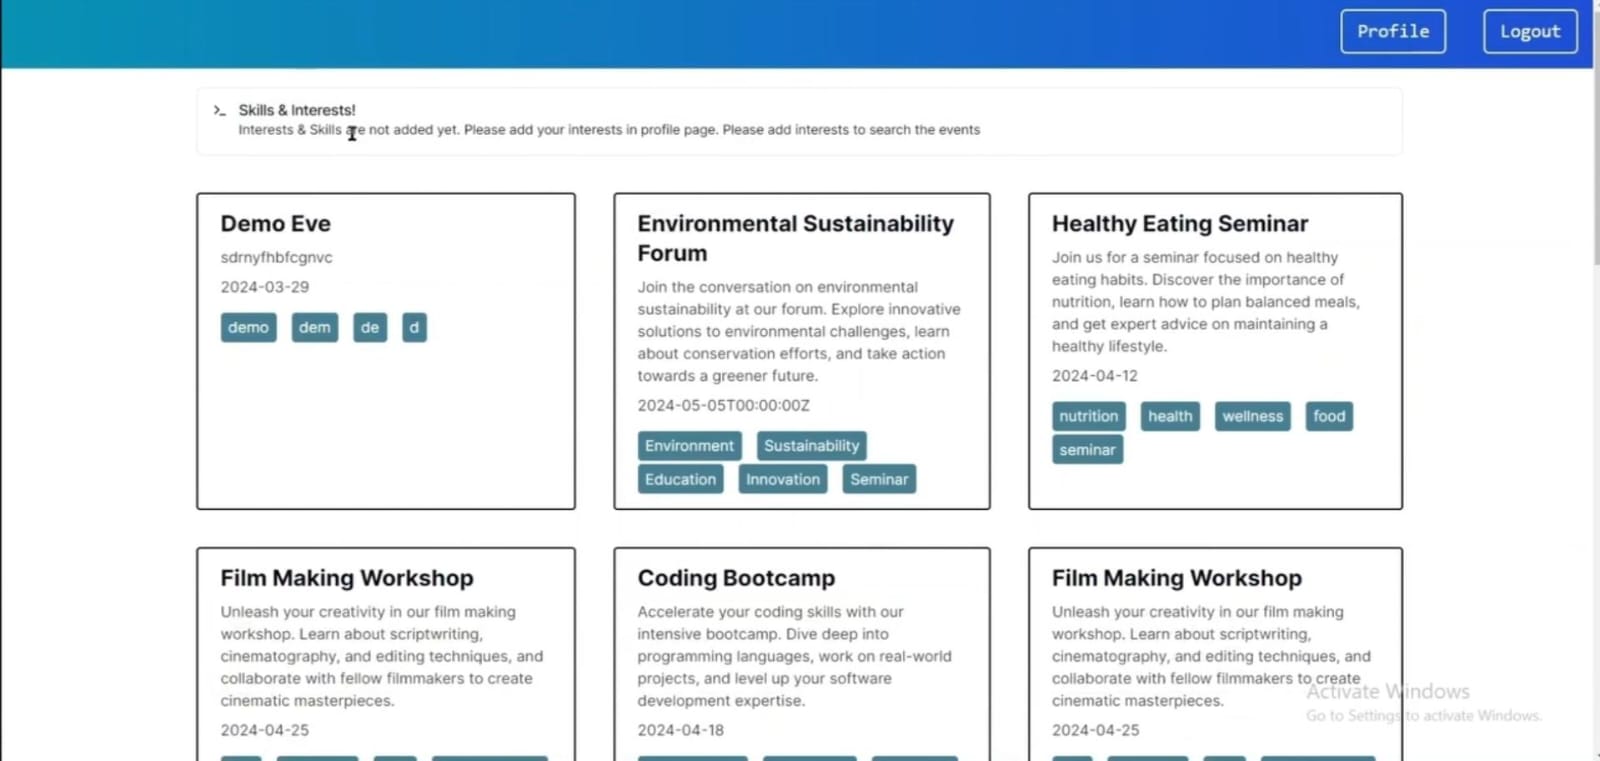 Profile Logout
>_ Skills & Interests!
Interests & Skills are not added yet. Please add your interests in profile page. Please add interests to search the events
Demo Eve
sdrnyfhbfcgnvc
2024-03-29
demo dem de d
Environmental Sustainability
Forum
Join the conversation on environmental
sustainability at our forum. Explore innovative
solutions to environmental challenges, learn
about conservation efforts, and take action
towards a greener future.
2024-05-05T00:00:00Z
Environment Sustainability
Education Innovation Seminar
Healthy Eating Seminar
Join us for a seminar focused on healthy
eating habits. Discover the importance of
nutrition, learn how to plan balanced meals,
and get expert advice on maintaining a
healthy lifestyle.
2024-04-12
nutrition health wellness food
seminar
Film Making Workshop
Unleash your creativity in our film making
workshop. Learn about scriptwriting,
cinematography, and editing techniques, and
collaborate with fellow filmmakers to create
cinematic masterpieces.
2024-04-25
Coding Bootcamp
Accelerate your coding skills with our
intensive bootcamp. Dive deep into
programming languages, work on real-world
projects, and level up your software
development expertise.
2024-04-18
Film Making Workshop
Unleash your creativity in our film making
workshop. Learn about scriptwriting,
cinematography, and editing techniques, and
collaborate with fellow filmmakers to create
cinematic masterpieces.
2024-04-25
Activate Windows
Go to Settings to activate Windows.